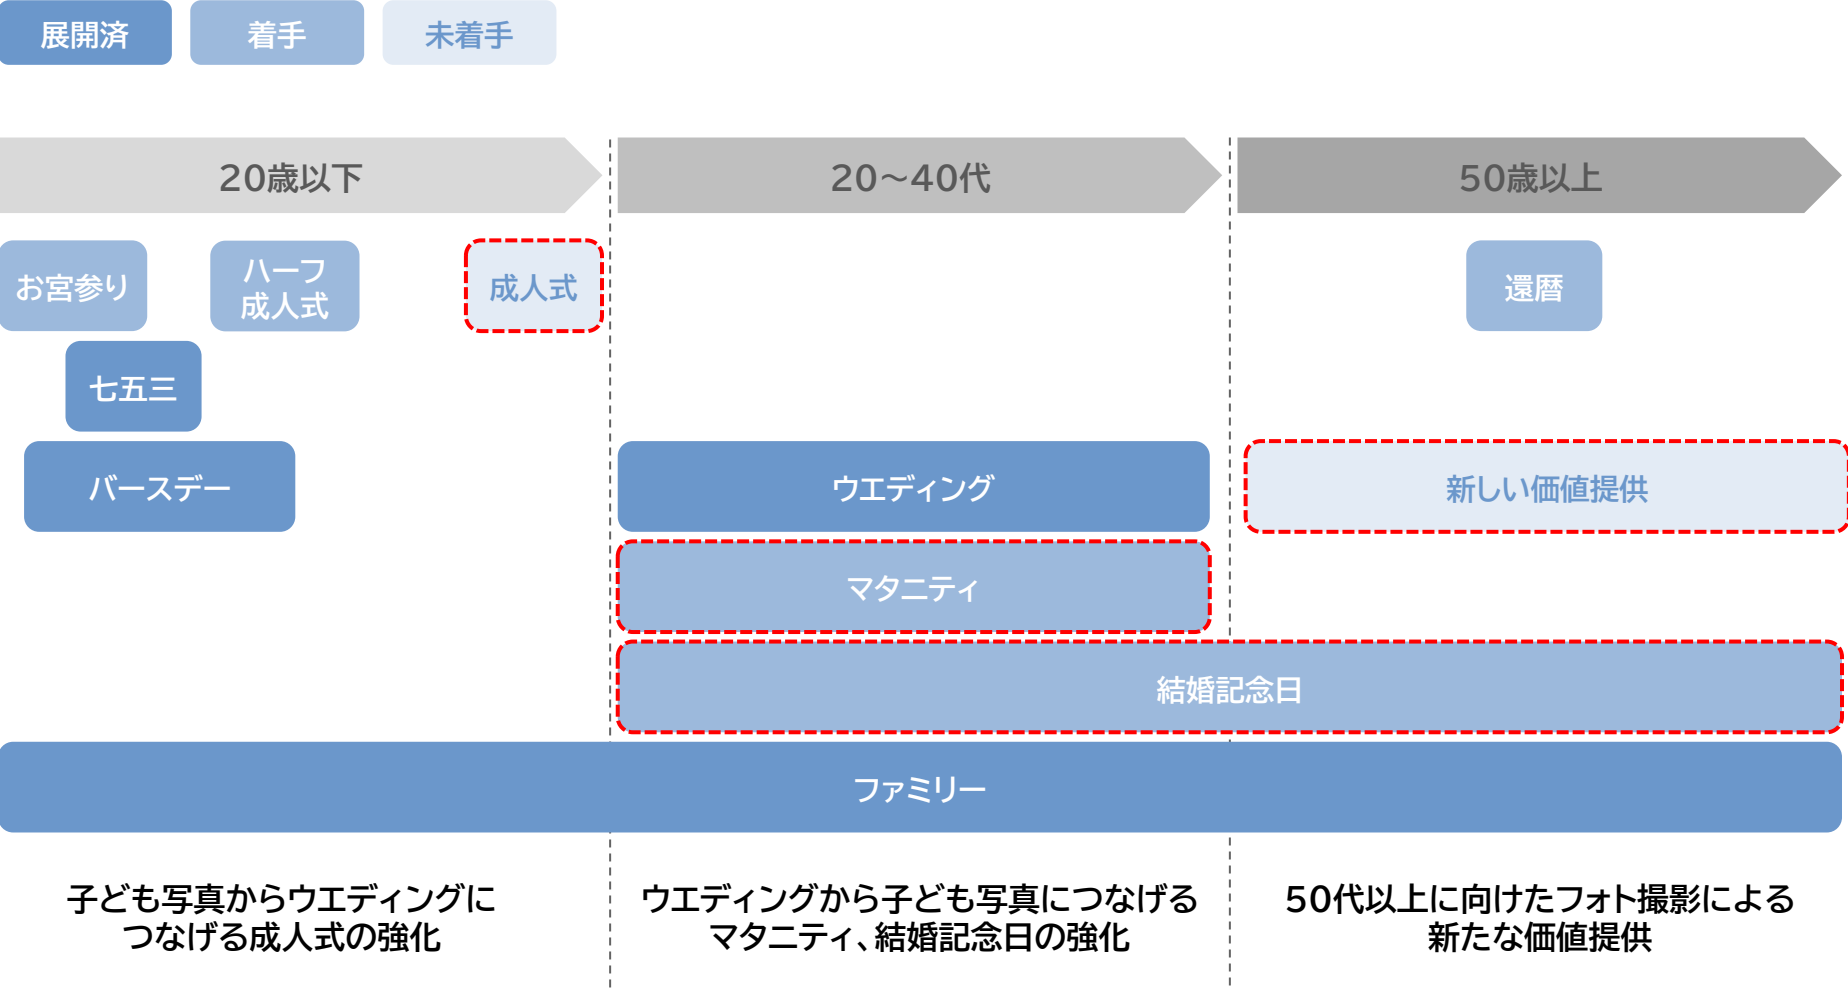 展開済
着手
未着手
20歳以下
20～40代
50歳以上
お宮参り
ハーフ
成人式
成人式
還暦
七五三
バースデー
ウエディング
新しい価値提供
マタニティ
結婚記念日
ファミリー
子ども写真からウエディングに
つなげる成人式の強化
ウエディングから子ども写真につなげる
マタニティ、結婚記念日の強化
50代以上に向けたフォト撮影による
新たな価値提供